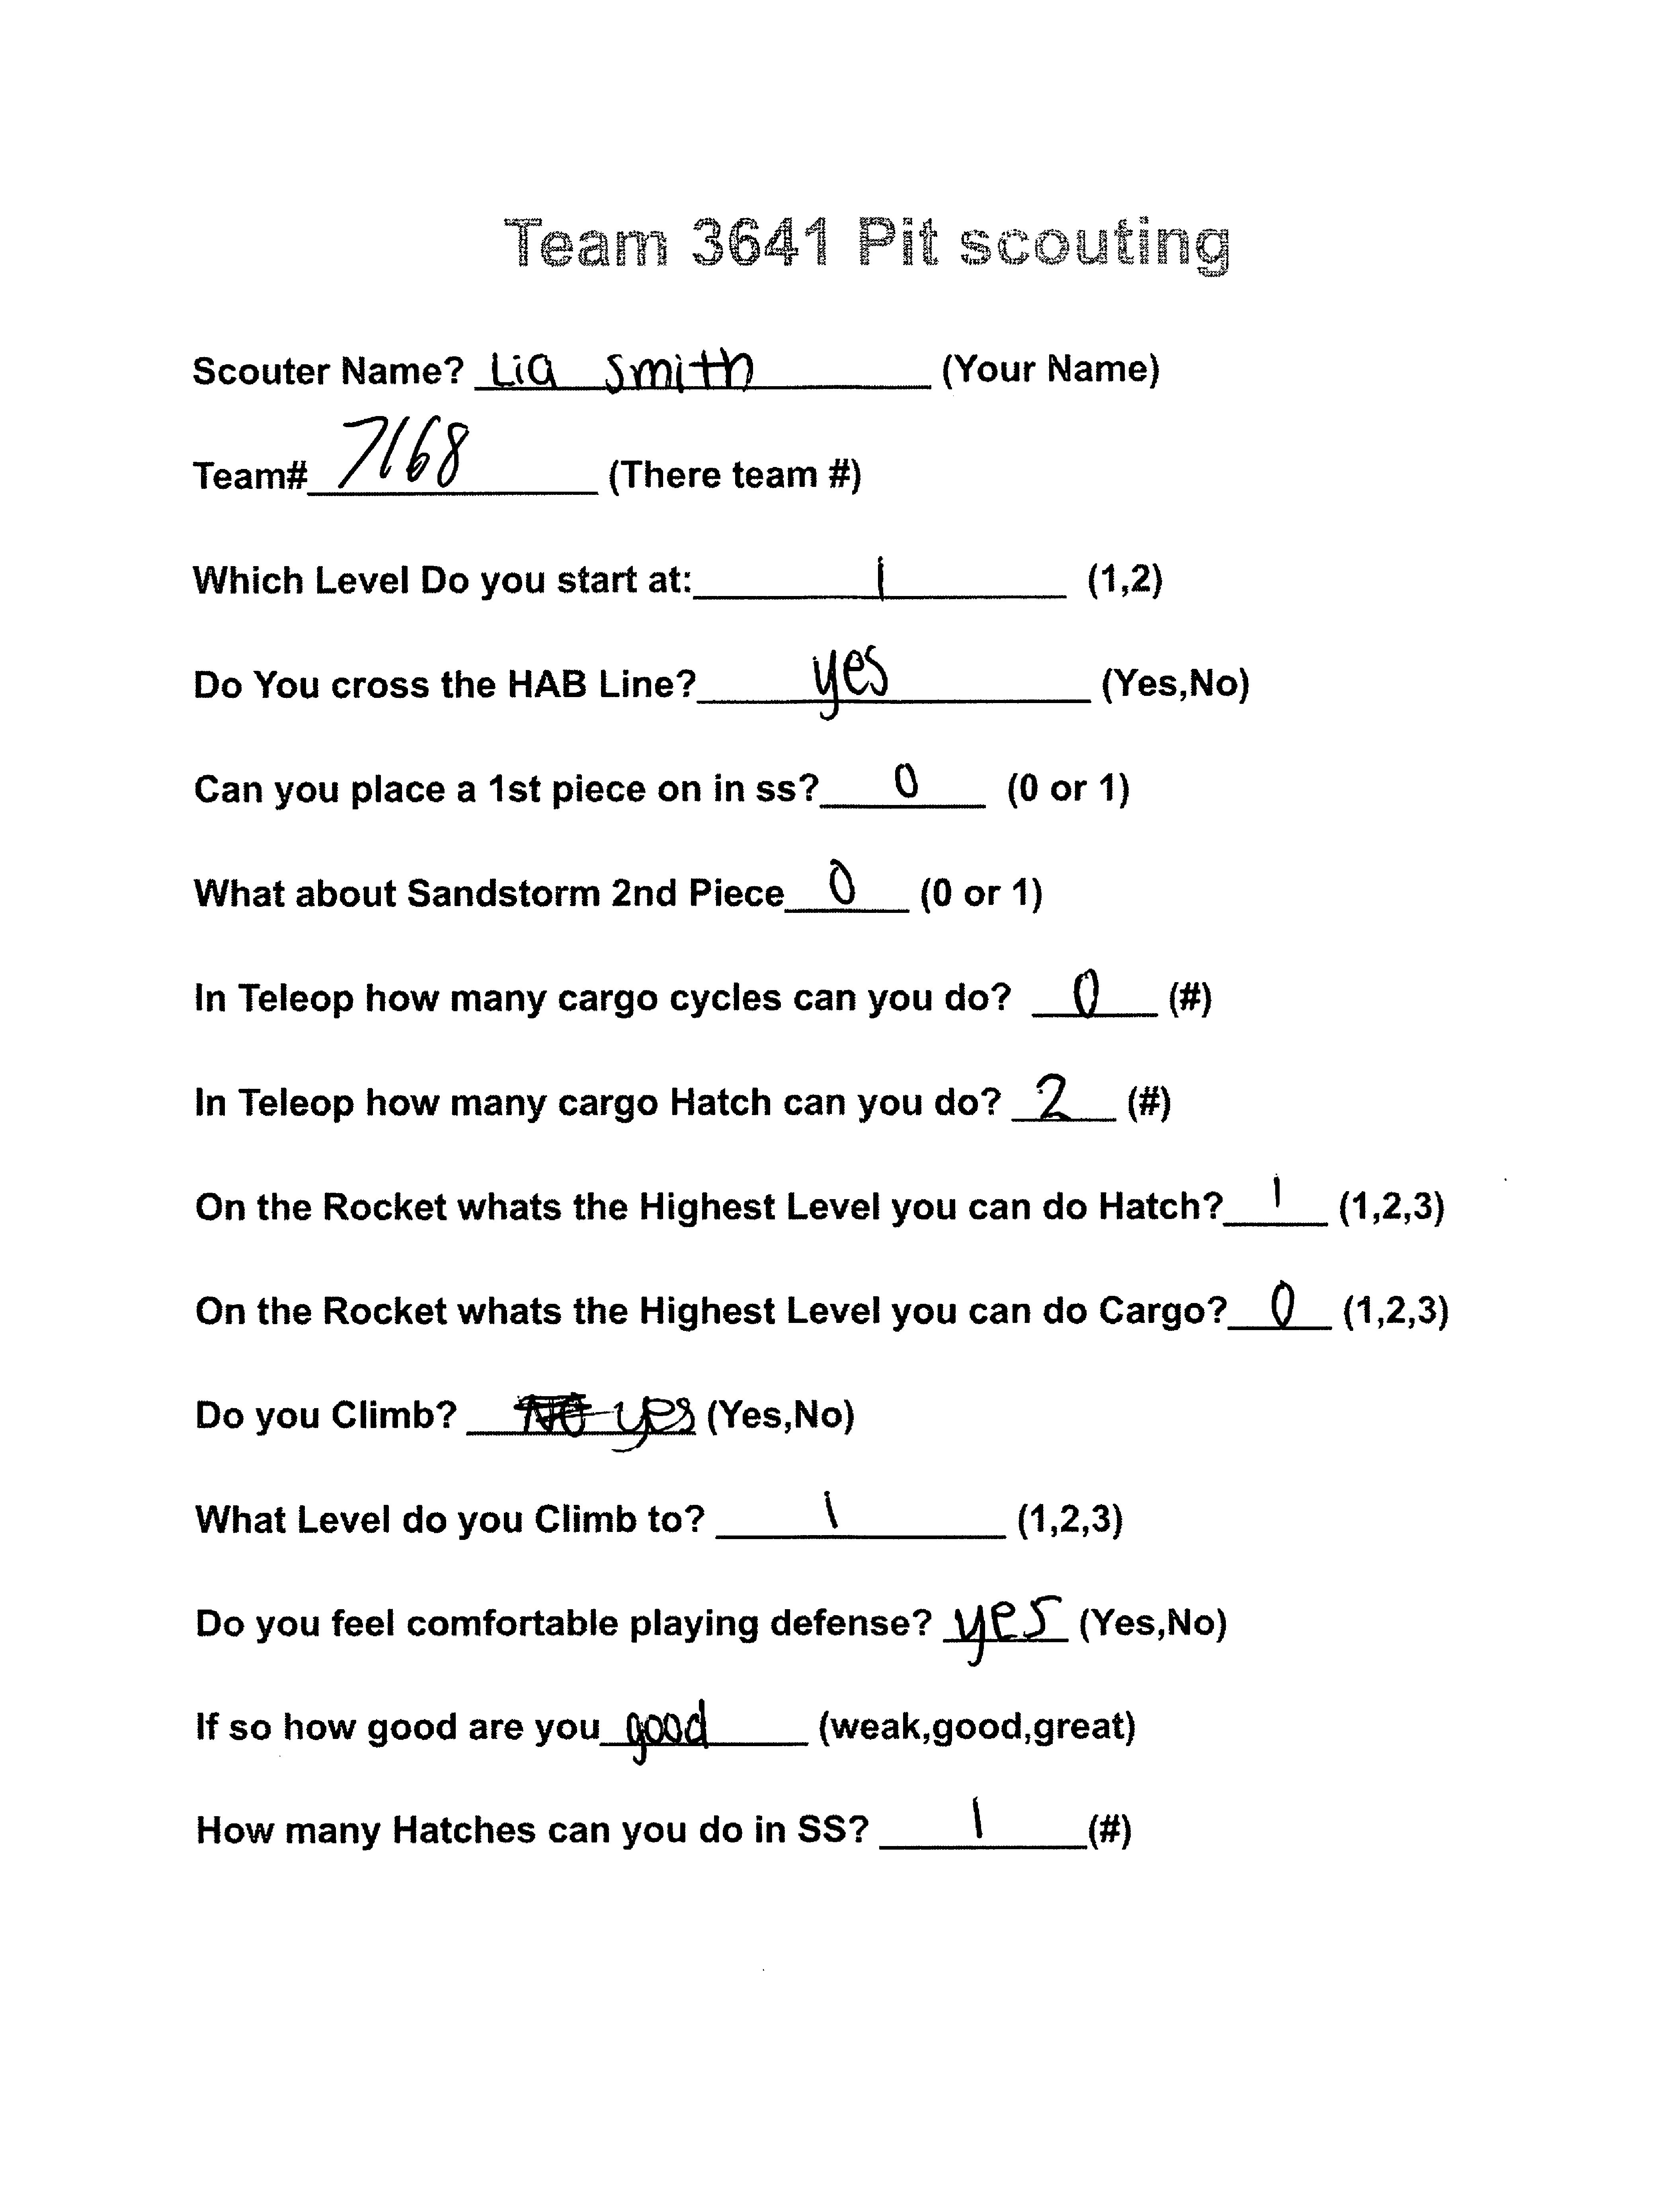 Team 3641 Pit scouting
Scouter Name? Lia Smith (Your Name)
Team# 7168 (There team #)
Which Level Do you start at: 1 (1,2)
Do You cross the HAB Line? yes (Yes,No)
Can you place a 1st piece on in ss? 0 (0 or 1)
What about Sandstorm 2nd Piece 0 (0 or 1)
In Teleop how many cargo cycles can you do? 0 (#)
In Teleop how many cargo Hatch can you do? 2 (#)
On the Rocket whats the Highest Level you can do Hatch? 1 (1,2,3)
On the Rocket whats the Highest Level you can do Cargo? 0 (1,2,3)
Do you Climb? No yes (Yes,No)
What Level do you Climb to? 1 (1,2,3)
Do you feel comfortable playing defense? yes (Yes,No)
If so how good are you good (weak,good,great)
How many Hatches can you do in SS? 1 (#)